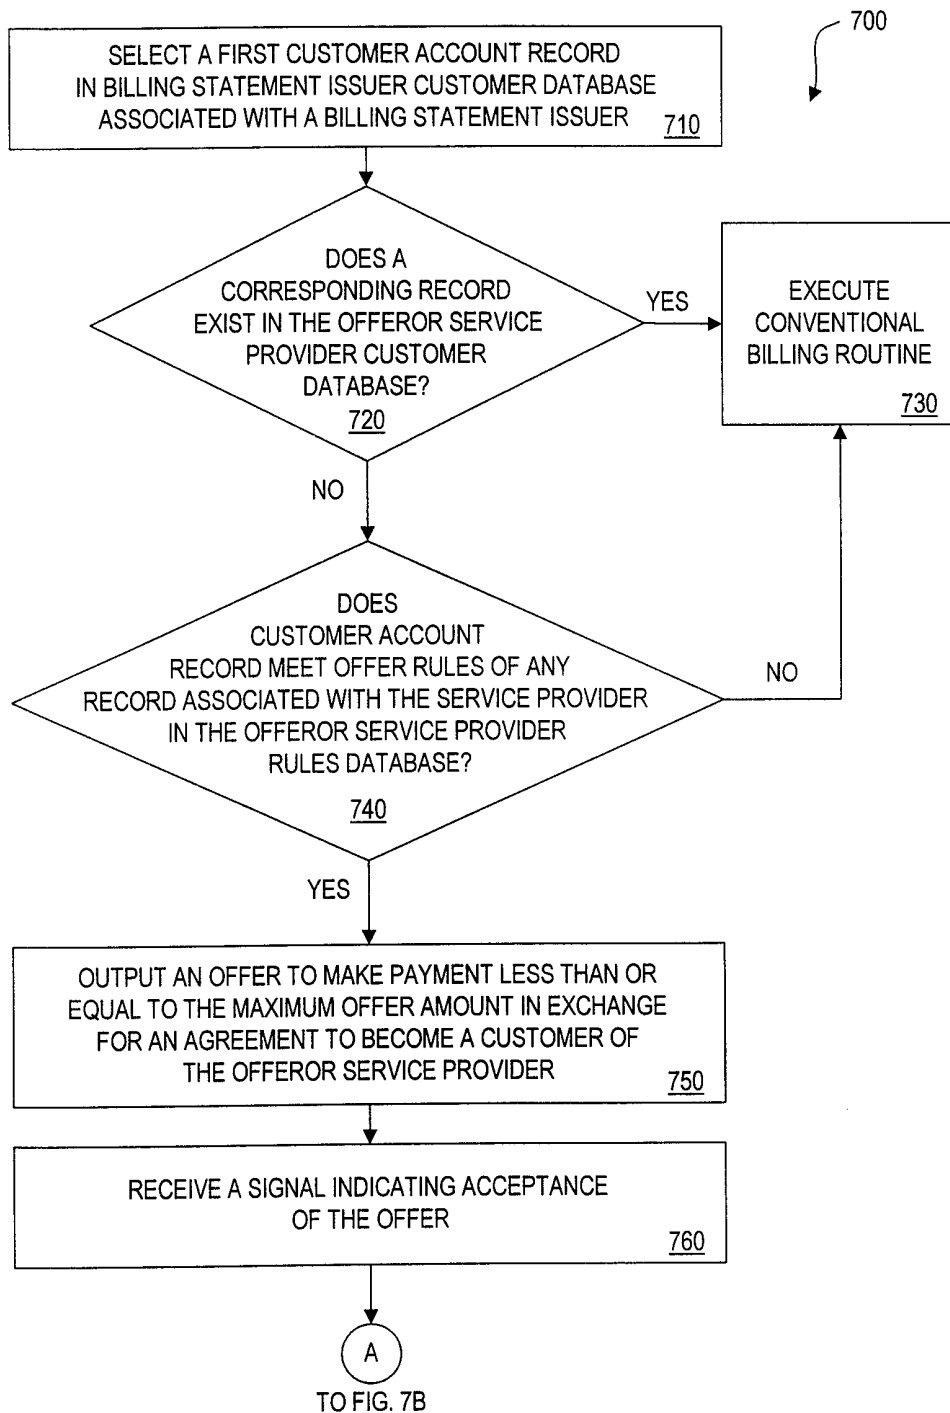 700
SELECT A FIRST CUSTOMER ACCOUNT RECORD
IN BILLING STATEMENT ISSUER CUSTOMER DATABASE
ASSOCIATED WITH A BILLING STATEMENT ISSUER
710
DOES A
CORRESPONDING RECORD
EXIST IN THE OFFEROR SERVICE
PROVIDER CUSTOMER
DATABASE?
720
YES
EXECUTE
CONVENTIONAL
BILLING ROUTINE
730
NO
DOES
CUSTOMER ACCOUNT
RECORD MEET OFFER RULES OF ANY
RECORD ASSOCIATED WITH THE SERVICE PROVIDER
IN THE OFFEROR SERVICE PROVIDER
RULES DATABASE?
740
NO
YES
OUTPUT AN OFFER TO MAKE PAYMENT LESS THAN OR
EQUAL TO THE MAXIMUM OFFER AMOUNT IN EXCHANGE
FOR AN AGREEMENT TO BECOME A CUSTOMER OF
THE OFFEROR SERVICE PROVIDER
750
RECEIVE A SIGNAL INDICATING ACCEPTANCE
OF THE OFFER
760
A
TO FIG. 7B